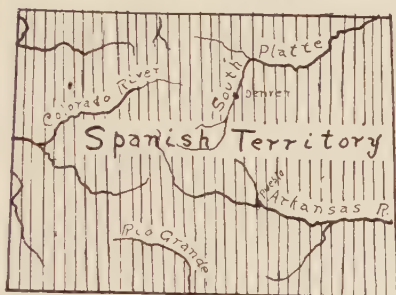 South Platte
Colorado River
Denver
Spanish Territory
Pueblo
Arkansas R.
Rio Grande